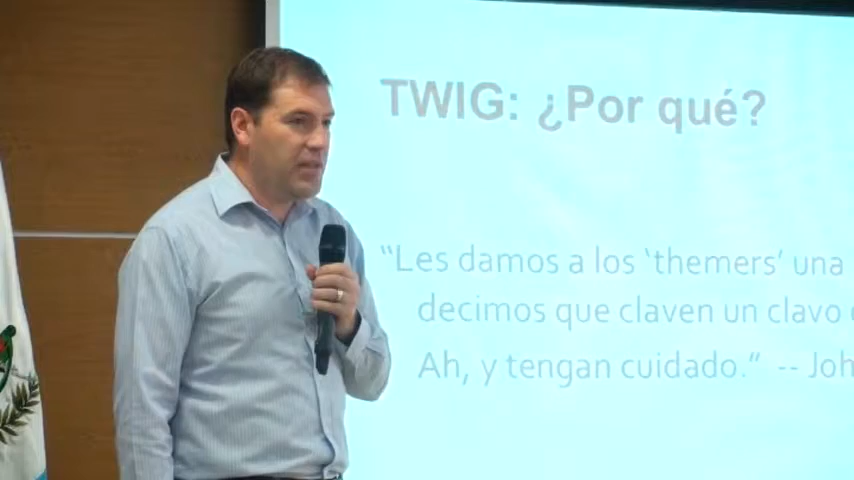 TWIG: ¿Por qué?
“Les damos a los ‘themers’ una
decimos que claven un clavo
Ah, y tengan cuidado.” -- Joh